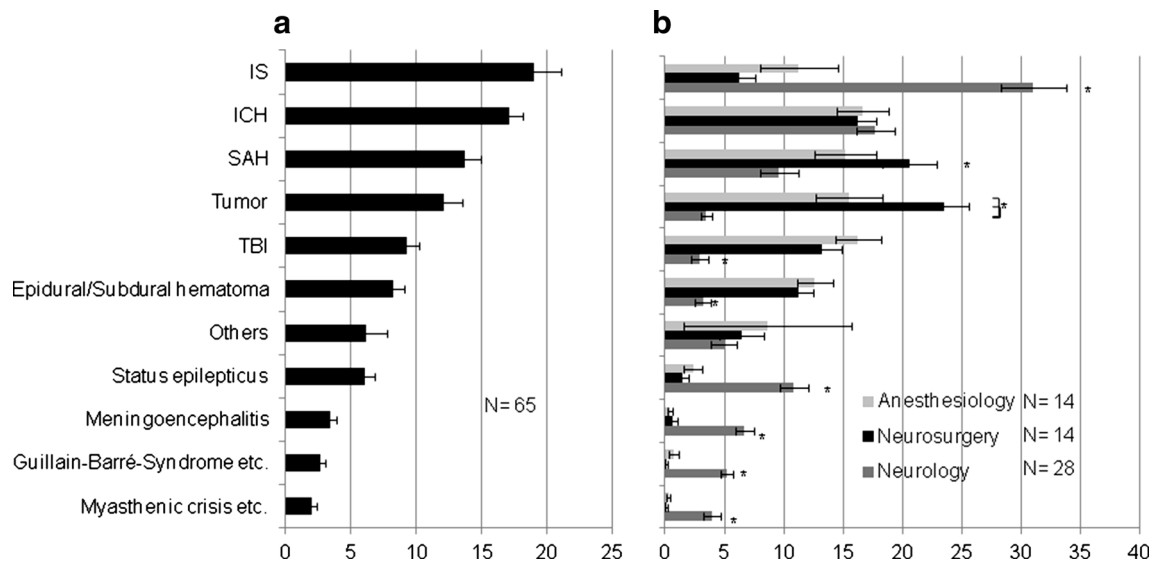 a
b
IS
ICH
SAH
Tumor
TBI
Epidural/Subdural hematoma
Others
Status epilepticus
Meningoencephalitis
Guillain-Barré-Syndrome etc.
Myasthenic crisis etc.
N= 65
0 5 10 15 20 25
*
*
*
*
*
*
*
*
*
Anesthesiology N= 14
Neurosurgery N= 14
Neurology N= 28
0 5 10 15 20 25 30 35 40